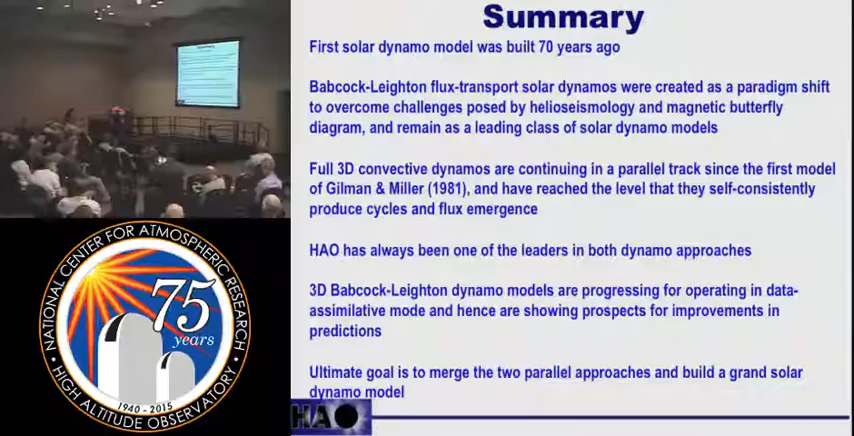 Summary
First solar dynamo model was built 70 years ago
Babcock-Leighton flux-transport solar dynamos were created as a paradigm shift
to overcome challenges posed by helioseismology and magnetic butterfly
diagram, and remain as a leading class of solar dynamo models
Full 3D convective dynamos are continuing in a parallel track since the first model
of Gilman & Miller (1981), and have reached the level that they self-consistently
produce cycles and flux emergence
HAO has always been one of the leaders in both dynamo approaches
3D Babcock-Leighton dynamo models are progressing for operating in data-
assimilative mode and hence are showing prospects for improvements in
predictions
Ultimate goal is to merge the two parallel approaches and build a grand solar
dynamo model
HAO
NATIONAL CENTER FOR ATMOSPHERIC RESEARCH
75
years
1940 - 2015
HIGH ALTITUDE OBSERVATORY